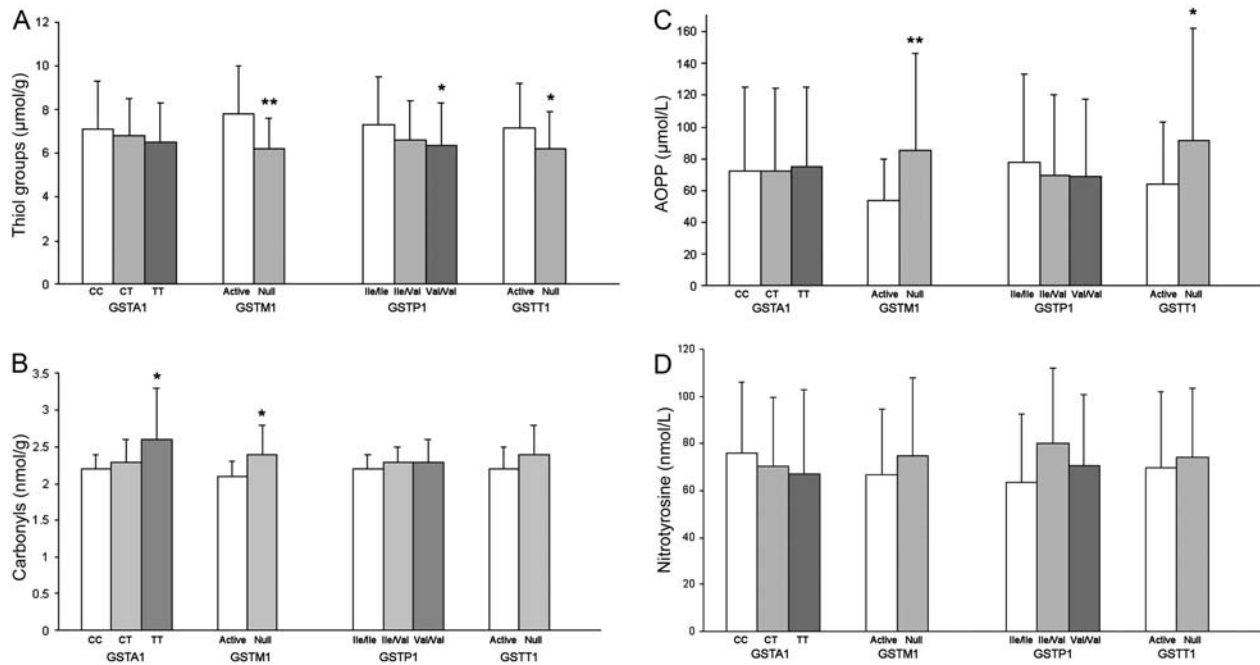 A
Thiol groups (µmol/g)
12
10
8
6
4
2
0
** * *
CC CT TT Active Null Ile/Ile Ile/Val Val/Val Active Null
GSTA1 GSTM1 GSTP1 GSTT1
C
AOPP (µmol/L)
160
140
120
100
80
60
40
20
0
** *
CC CT TT Active Null Ile/Ile Ile/Val Val/Val Active Null
GSTA1 GSTM1 GSTP1 GSTT1
B
Carbonyls (nmol/g)
3.5
3
2.5
2
1.5
1
0.5
0
* *
CC CT TT Active Null Ile/Ile Ile/Val Val/Val Active Null
GSTA1 GSTM1 GSTP1 GSTT1
D
Nitrotyrosine (nmol/L)
120
100
80
60
40
20
0
CC CT TT Active Null Ile/Ile Ile/Val Val/Val Active Null
GSTA1 GSTM1 GSTP1 GSTT1